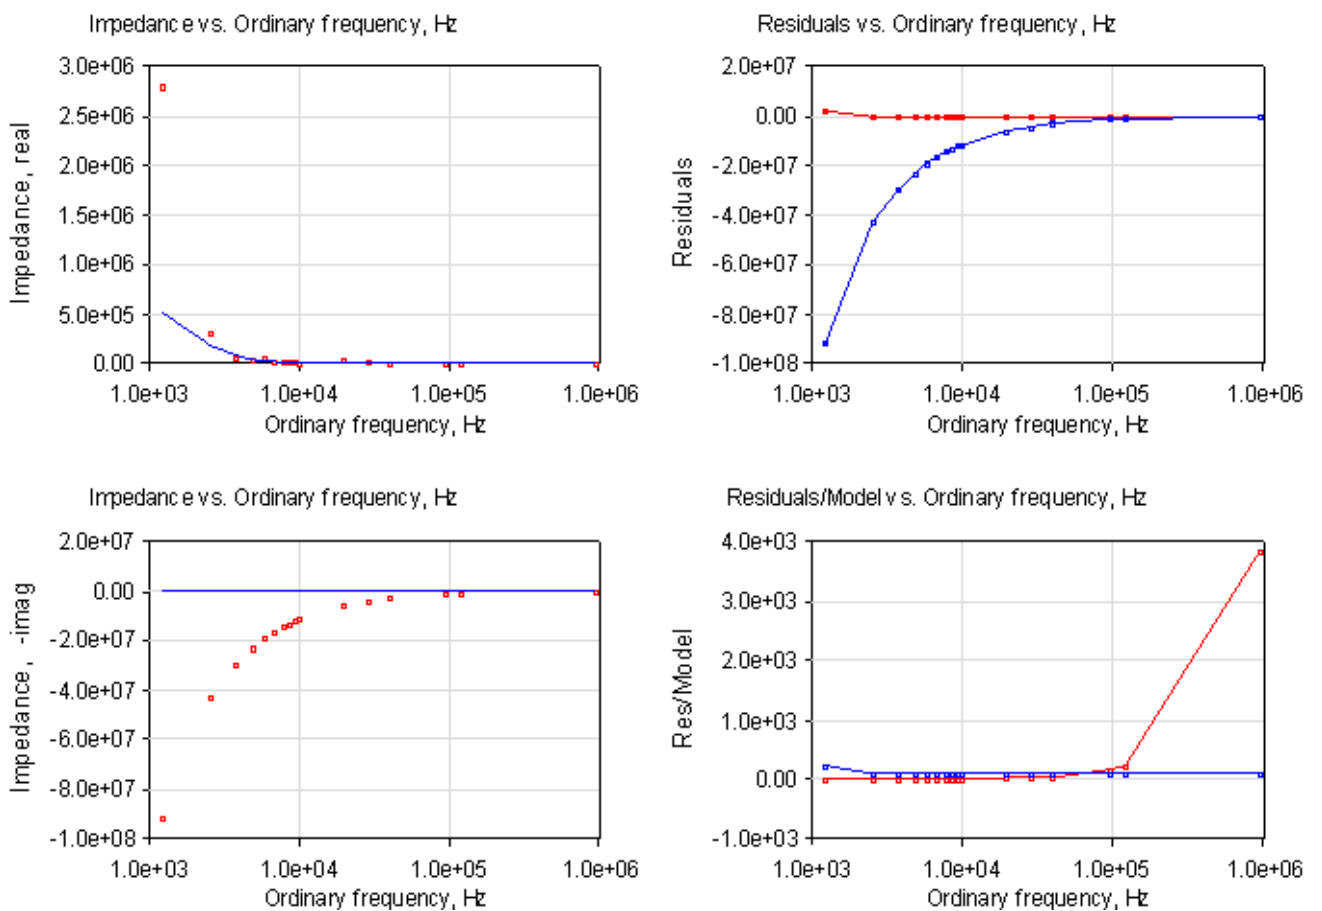 Impedance vs. Ordinary frequency, Hz
3.0e+06
2.5e+06
2.0e+06
1.5e+06
1.0e+06
5.0e+05
0.00
Impedance, real
1.0e+03 1.0e+04 1.0e+05 1.0e+06
Ordinary frequency, Hz
Residuals vs. Ordinary frequency, Hz
2.0e+07
0.00
-2.0e+07
-4.0e+07
-6.0e+07
-8.0e+07
-1.0e+08
Residuals
1.0e+03 1.0e+04 1.0e+05 1.0e+06
Ordinary frequency, Hz
Impedance vs. Ordinary frequency, Hz
2.0e+07
0.00
-2.0e+07
-4.0e+07
-6.0e+07
-8.0e+07
-1.0e+08
Impedance, -imag
1.0e+03 1.0e+04 1.0e+05 1.0e+06
Ordinary frequency, Hz
Residuals/Model vs. Ordinary frequency, Hz
4.0e+03
3.0e+03
2.0e+03
1.0e+03
0.00
-1.0e+03
Res/Model
1.0e+03 1.0e+04 1.0e+05 1.0e+06
Ordinary frequency, Hz